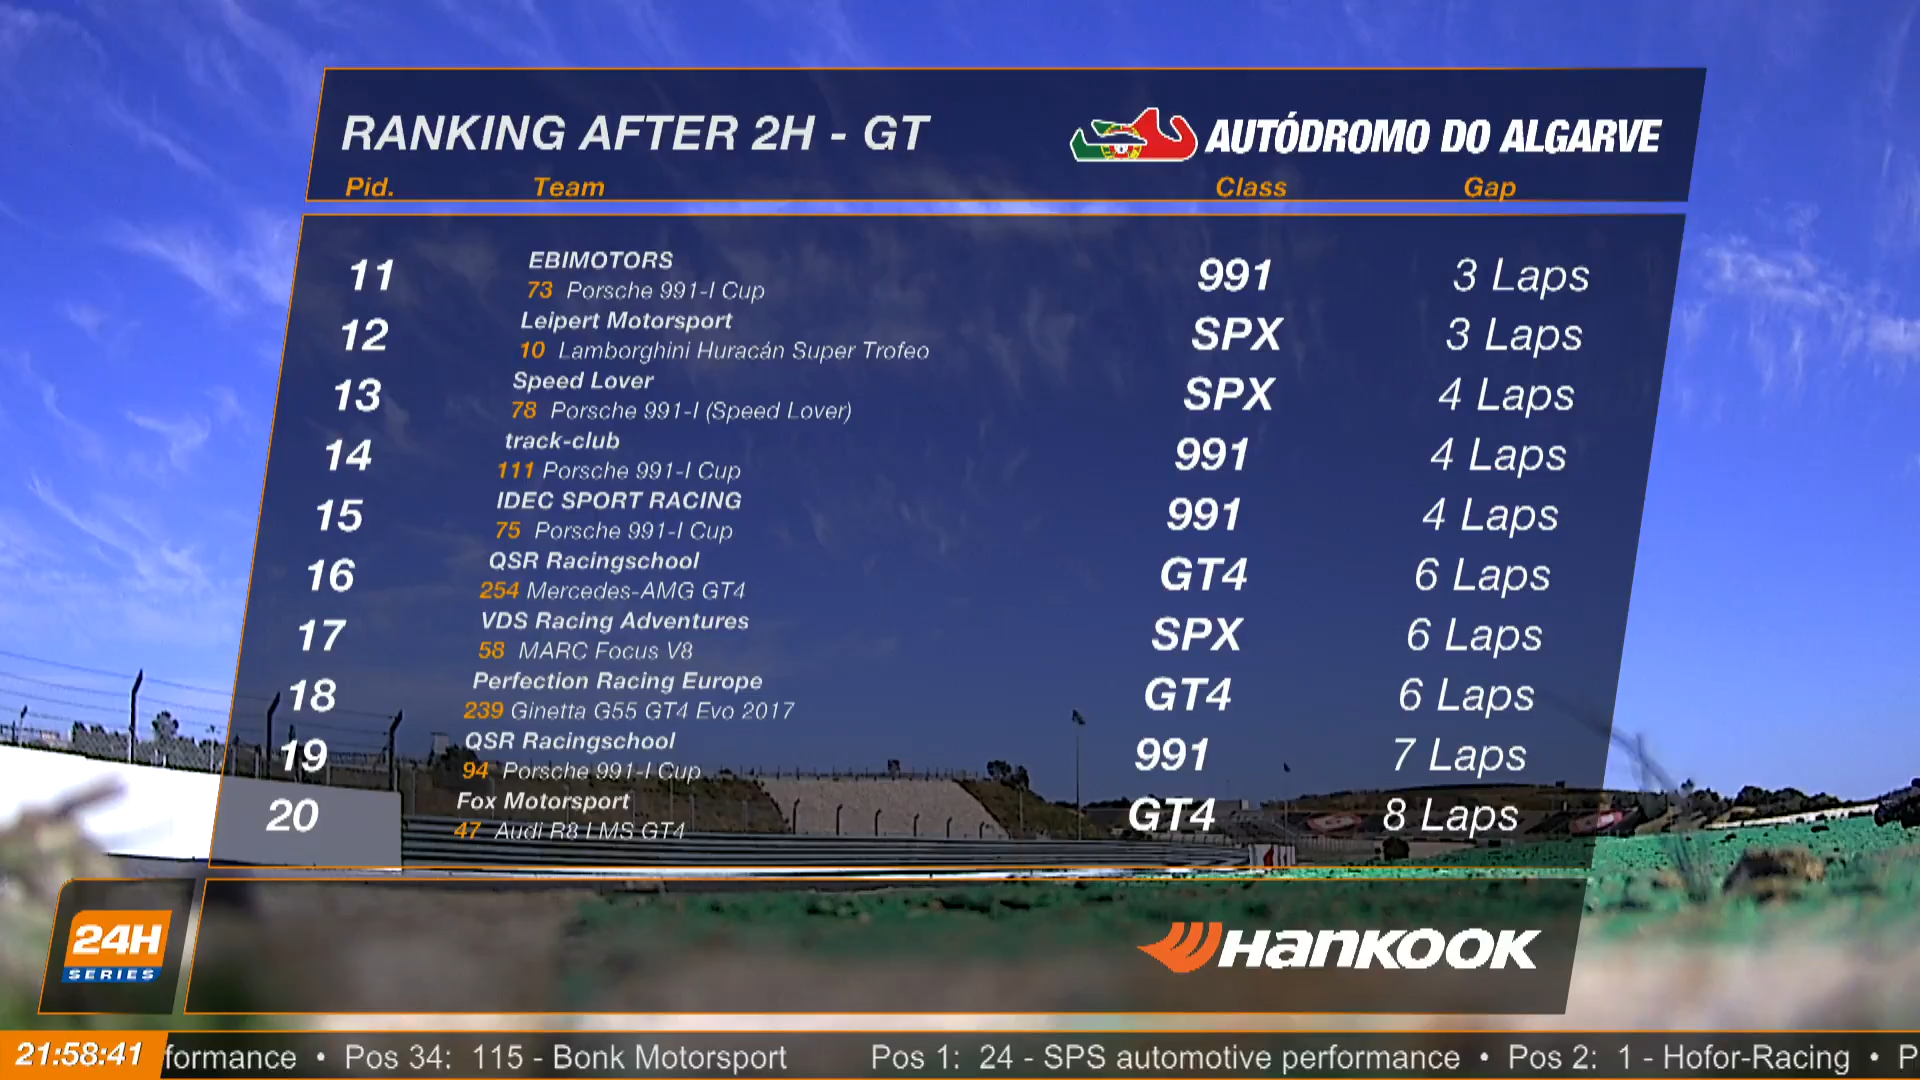 RANKING AFTER 2H - GT
AUTÓDROMO DO ALGARVE
Pid. Team Class Gap
11 EBIMOTORS 991 3 Laps
73 Porsche 991-I Cup
12 Leipert Motorsport SPX 3 Laps
10 Lamborghini Huracán Super Trofeo
13 Speed Lover SPX 4 Laps
78 Porsche 991-I (Speed Lover)
14 track-club 991 4 Laps
111 Porsche 991-I Cup
15 IDEC SPORT RACING 991 4 Laps
75 Porsche 991-I Cup
16 QSR Racingschool GT4 6 Laps
254 Mercedes-AMG GT4
17 VDS Racing Adventures SPX 6 Laps
58 MARC Focus V8
18 Perfection Racing Europe GT4 6 Laps
239 Ginetta G55 GT4 Evo 2017
19 QSR Racingschool 991 7 Laps
94 Porsche 991-I Cup
20 Fox Motorsport GT4 8 Laps
47 Audi R8 LMS GT4
24H
SERIES
HANKOOK
21:58:41 formance • Pos 34: 115 - Bonk Motorsport Pos 1: 24 - SPS automotive performance • Pos 2: 1 - Hofor-Racing • P